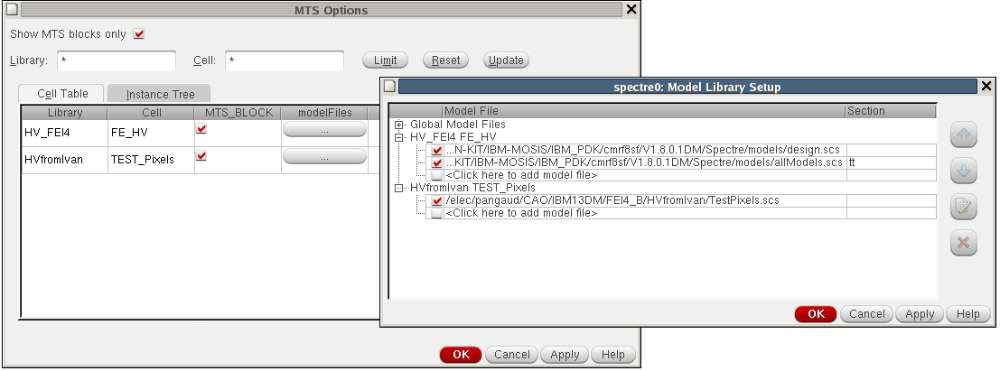 MTS Options
Show MTS blocks only
Library: * Cell: * Limit Reset Update
Cell Table Instance Tree
Library Cell MTS_BLOCK modelFiles
HV_FEI4 FE_HV ...
HVfromIvan TEST_Pixels ...
OK Cancel Apply Help
spectre0: Model Library Setup
Model File Section
Global Model Files
HV_FEI4 FE_HV
...N-KIT/IBM-MOSIS/IBM_PDK/cmrf8sf/V1.8.0.1DM/Spectre/models/design.scs
...KIT/IBM-MOSIS/IBM_PDK/cmrf8sf/V1.8.0.1DM/Spectre/models/allModels.scs tt
<Click here to add model file>
HVfromIvan TEST_Pixels
/elec/pangaud/CAO/IBM13DM/FEI4_B/HVfromIvan/TestPixels.scs
<Click here to add model file>
OK Cancel Apply Help